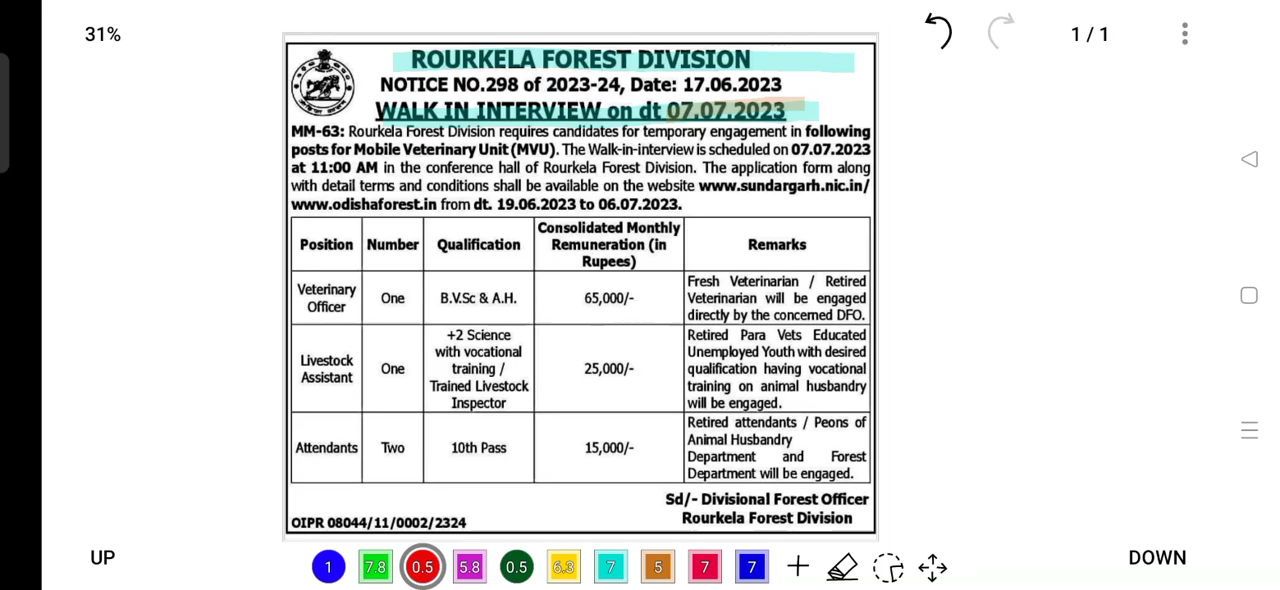 31%
1 / 1
ROURKELA FOREST DIVISION
NOTICE NO.298 of 2023-24, Date: 17.06.2023
WALK IN INTERVIEW on dt 07.07.2023
MM-63: Rourkela Forest Division requires candidates for temporary engagement in following
posts for Mobile Veterinary Unit (MVU). The Walk-in-interview is scheduled on 07.07.2023
at 11:00 AM in the conference hall of Rourkela Forest Division. The application form along
with detail terms and conditions shall be available on the website www.sundargarh.nic.in/
www.odishaforest.in from dt. 19.06.2023 to 06.07.2023.
Position Number Qualification Consolidated Monthly Remuneration (in Rupees) Remarks
Veterinary Officer One B.V.Sc & A.H. 65,000/- Fresh Veterinarian / Retired
Veterinarian will be engaged
directly by the concerned DFO.
Livestock Assistant One +2 Science
with vocational
training /
Trained Livestock
Inspector
25,000/-
Retired Para Vets Educated
Unemployed Youth with desired
qualification having vocational
training on animal husbandry
will be engaged.
Attendants Two 10th Pass 15,000/- Retired attendants / Peons of
Animal Husbandry
Department and Forest
Department will be engaged.
Sd/- Divisional Forest Officer
Rourkela Forest Division
OIPR 08044/11/0002/2324
UP
1 7.8 0.5 5.8 0.5 6.3 7 5 7 7
DOWN